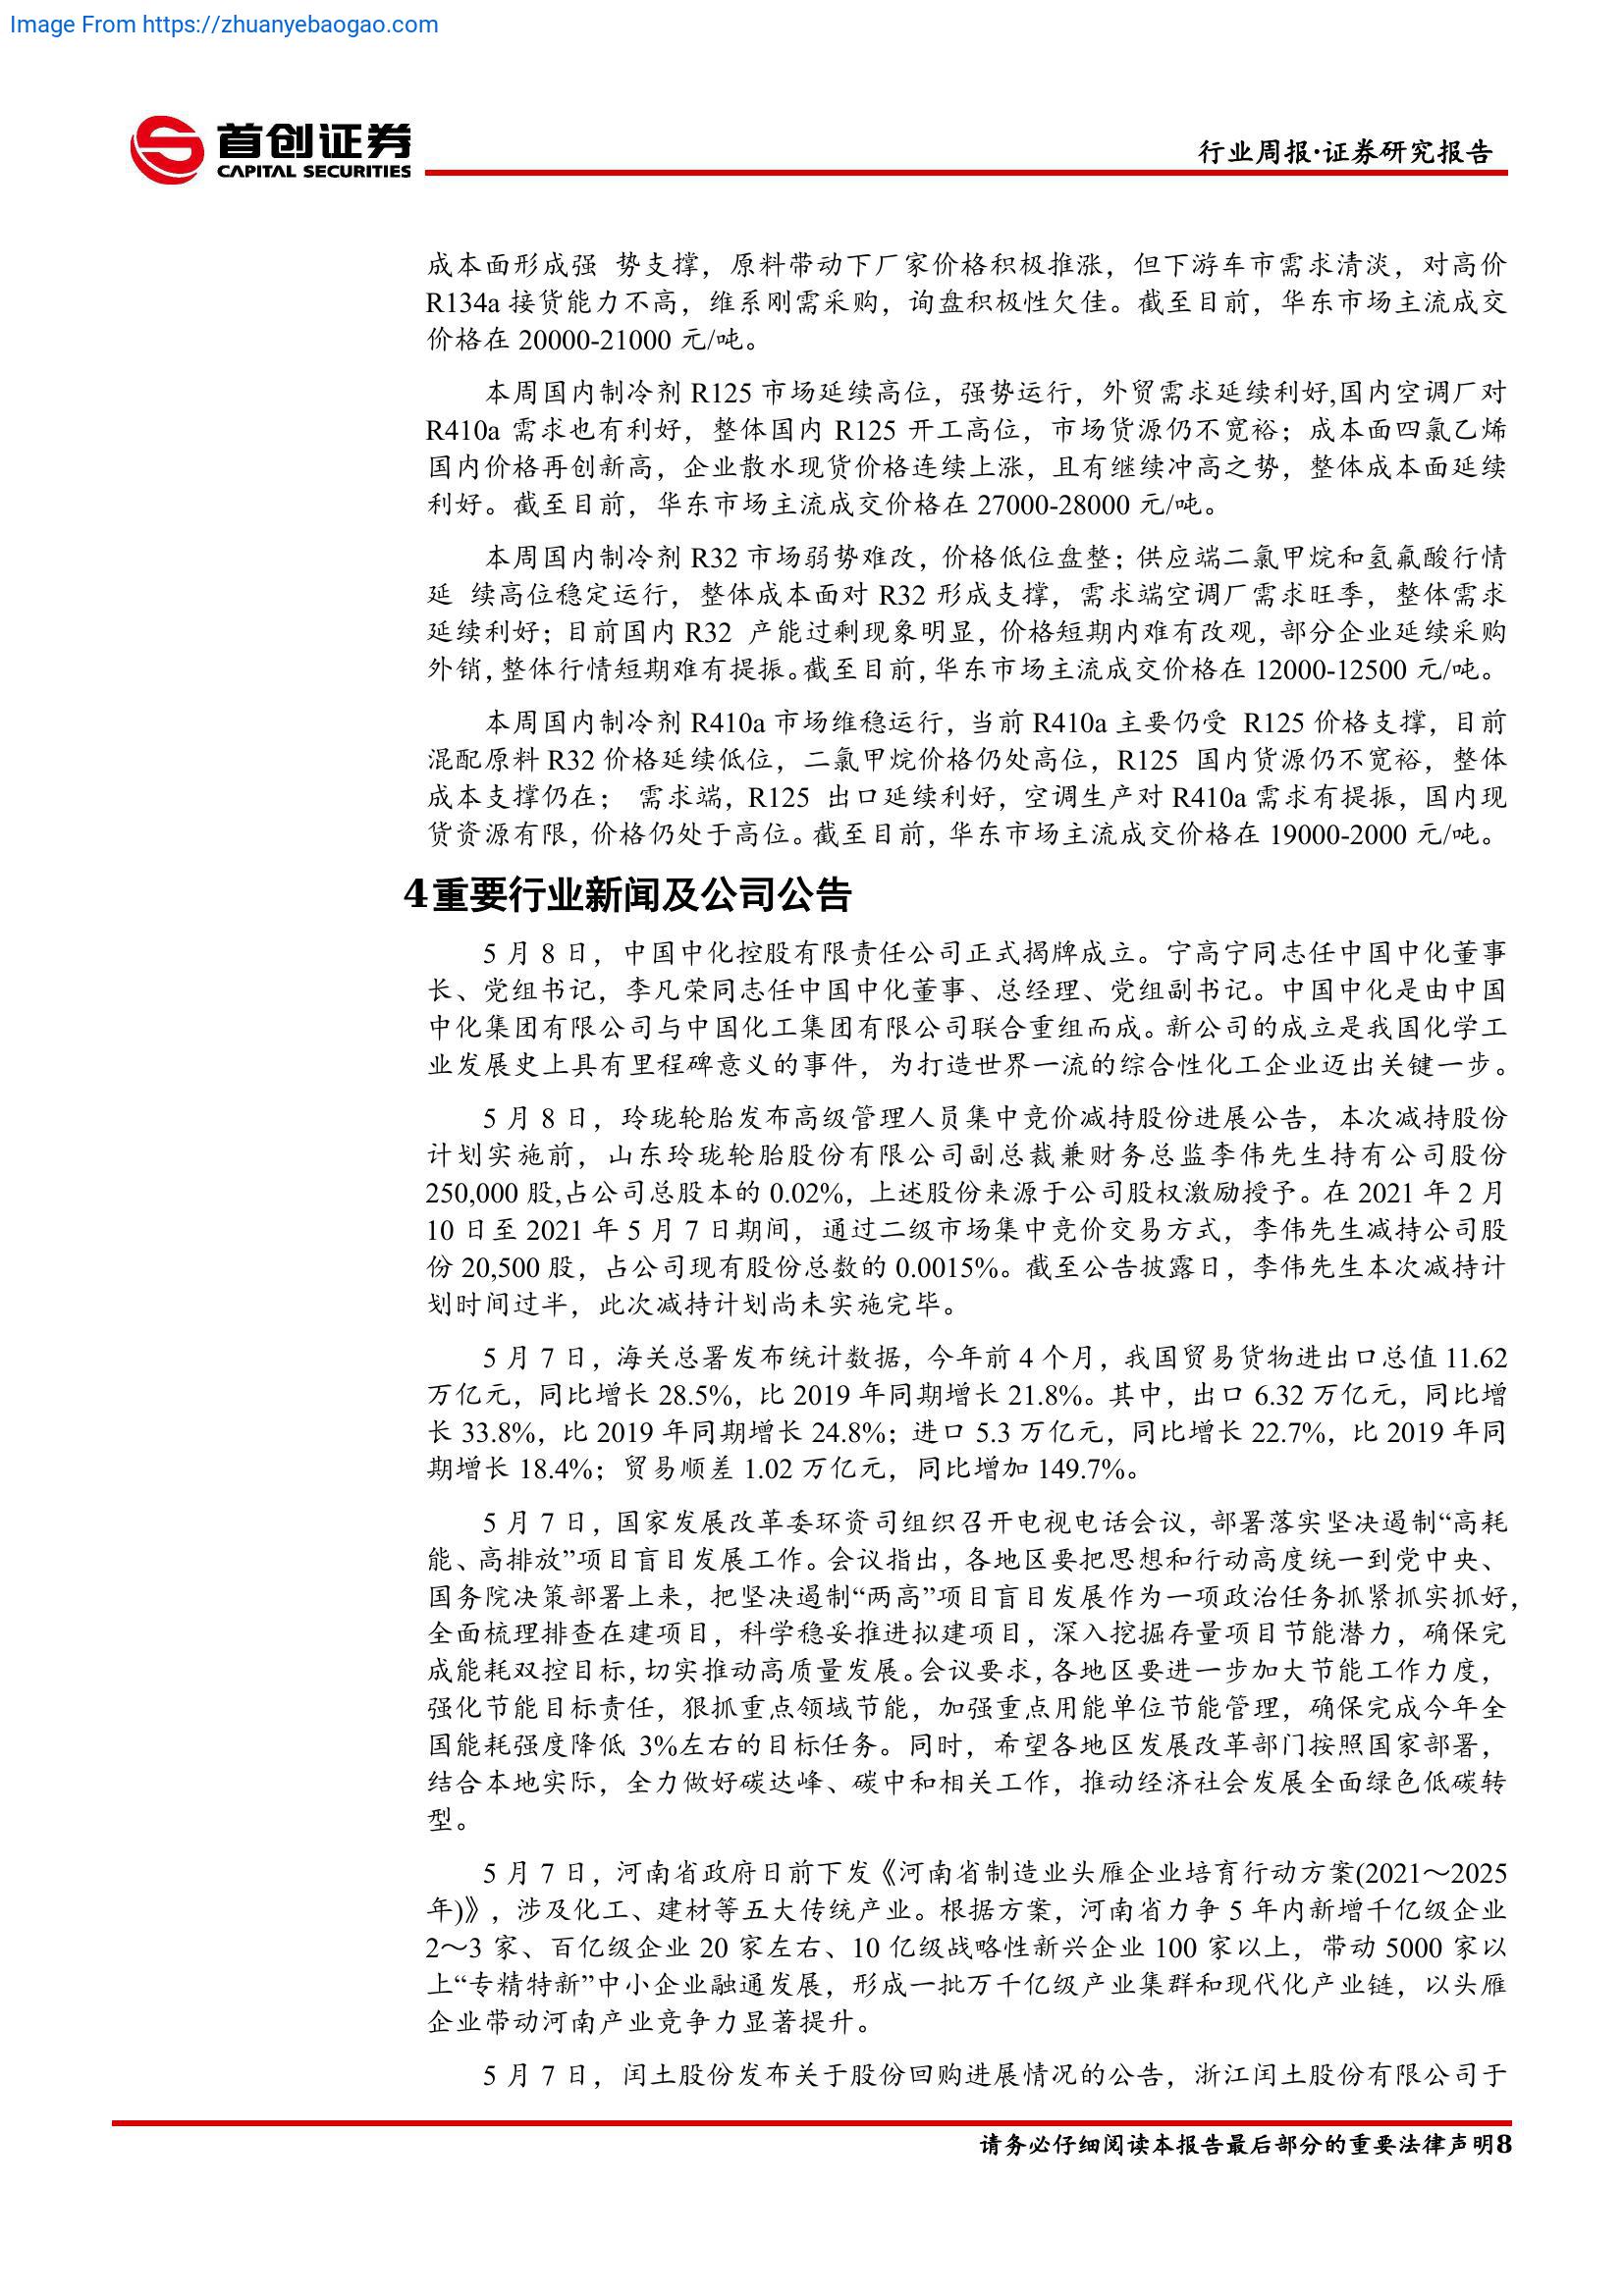 Image From https://zhuanyebaogao.com
首创证券
CAPITAL SECURITIES
行业周报·证券研究报告
成本面形成强 势支撑，原料带动下厂家价格积极推涨，但下游车市需求清淡，对高价
R134a 接货能力不高，维系刚需采购，询盘积极性欠佳。截至目前，华东市场主流成交
价格在 20000-21000 元/吨。
本周国内制冷剂 R125 市场延续高位，强势运行，外贸需求延续利好,国内空调厂对
R410a 需求也有利好，整体国内 R125 开工高位，市场货源仍不宽裕；成本面四氯乙烯
国内价格再创新高，企业散水现货价格连续上涨，且有继续冲高之势，整体成本面延续
利好。截至目前，华东市场主流成交价格在 27000-28000 元/吨。
本周国内制冷剂 R32 市场弱势难改，价格低位盘整；供应端二氯甲烷和氢氟酸行情
延 续高位稳定运行，整体成本面对 R32 形成支撑，需求端空调厂需求旺季，整体需求
延续利好；目前国内 R32 产能过剩现象明显，价格短期内难有改观，部分企业延续采购
外销，整体行情短期难有提振。截至目前，华东市场主流成交价格在 12000-12500 元/吨。
本周国内制冷剂 R410a 市场维稳运行，当前 R410a 主要仍受 R125 价格支撑，目前
混配原料 R32 价格延续低位，二氯甲烷价格仍处高位，R125 国内货源仍不宽裕，整体
成本支撑仍在； 需求端，R125 出口延续利好，空调生产对 R410a 需求有提振，国内现
货资源有限，价格仍处于高位。截至目前，华东市场主流成交价格在 19000-2000 元/吨。
4重要行业新闻及公司公告
5 月 8 日，中国中化控股有限责任公司正式揭牌成立。宁高宁同志任中国中化董事
长、党组书记，李凡荣同志任中国中化董事、总经理、党组副书记。中国中化是由中国
中化集团有限公司与中国化工集团有限公司联合重组而成。新公司的成立是我国化学工
业发展史上具有里程碑意义的事件，为打造世界一流的综合性化工企业迈出关键一步。
5 月 8 日，玲珑轮胎发布高级管理人员集中竞价减持股份进展公告，本次减持股份
计划实施前，山东玲珑轮胎股份有限公司副总裁兼财务总监李伟先生持有公司股份
250,000 股,占公司总股本的 0.02%，上述股份来源于公司股权激励授予。在 2021 年 2 月
10 日至 2021 年 5 月 7 日期间，通过二级市场集中竞价交易方式，李伟先生减持公司股
份 20,500 股，占公司现有股份总数的 0.0015%。截至公告披露日，李伟先生本次减持计
划时间过半，此次减持计划尚未实施完毕。
5 月 7 日，海关总署发布统计数据，今年前 4 个月，我国贸易货物进出口总值 11.62
万亿元，同比增长 28.5%，比 2019 年同期增长 21.8%。其中，出口 6.32 万亿元，同比增
长 33.8%，比 2019 年同期增长 24.8%；进口 5.3 万亿元，同比增长 22.7%，比 2019 年同
期增长 18.4%；贸易顺差 1.02 万亿元，同比增加 149.7%。
5 月 7 日，国家发展改革委环资司组织召开电视电话会议，部署落实坚决遏制“高耗
能、高排放”项目盲目发展工作。会议指出，各地区要把思想和行动高度统一到党中央、
国务院决策部署上来，把坚决遏制“两高”项目盲目发展作为一项政治任务抓紧抓实抓好，
全面梳理排查在建项目，科学稳妥推进拟建项目，深入挖掘存量项目节能潜力，确保完
成能耗双控目标，切实推动高质量发展。会议要求，各地区要进一步加大节能工作力度，
强化节能目标责任，狠抓重点领域节能，加强重点用能单位节能管理，确保完成今年全
国能耗强度降低 3%左右的目标任务。同时，希望各地区发展改革部门按照国家部署，
结合本地实际，全力做好碳达峰、碳中和相关工作，推动经济社会发展全面绿色低碳转
型。
5 月 7 日，河南省政府日前下发《河南省制造业头雁企业培育行动方案(2021～2025
年)》，涉及化工、建材等五大传统产业。根据方案，河南省力争 5 年内新增千亿级企业
2～3 家、百亿级企业 20 家左右、10 亿级战略性新兴企业 100 家以上，带动 5000 家以
上“专精特新”中小企业融通发展，形成一批万千亿级产业集群和现代化产业链，以头雁
企业带动河南产业竞争力显著提升。
5 月 7 日，闰土股份发布关于股份回购进展情况的公告，浙江闰土股份有限公司于
请务必仔细阅读本报告最后部分的重要法律声明8